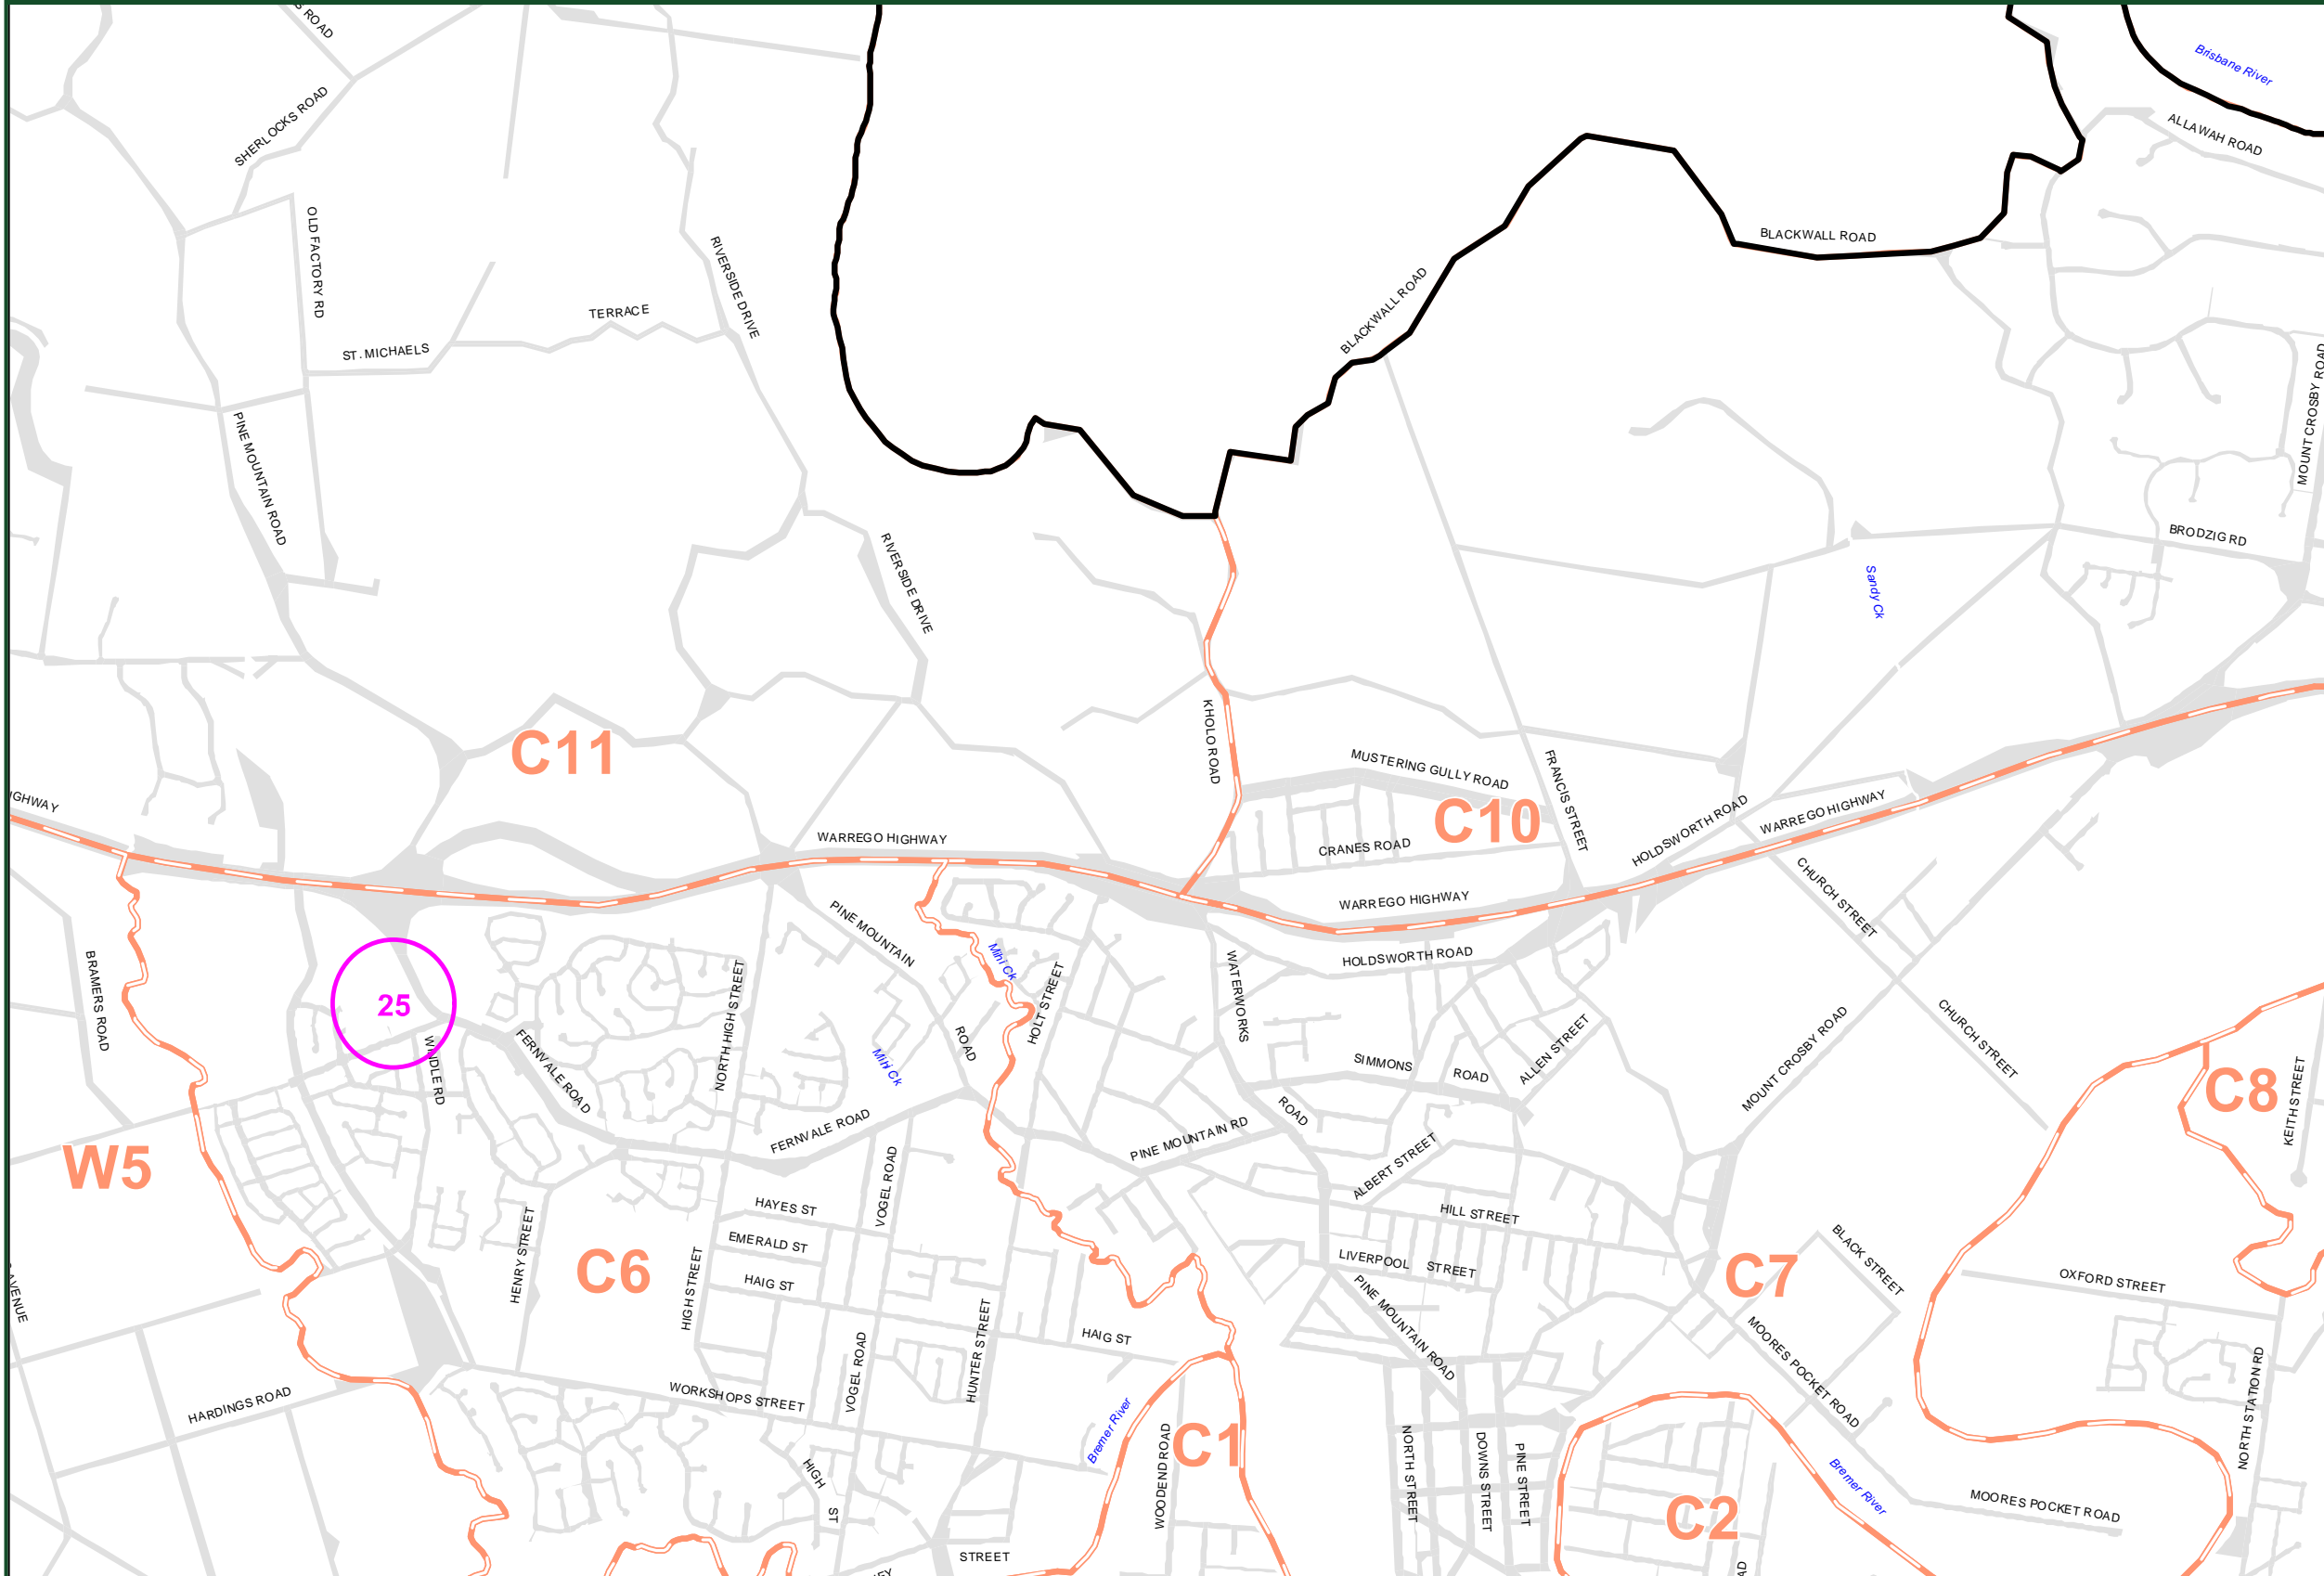 S ROAD
Brisbane River
SHERLOCKS ROAD
ALLAWAH ROAD
OLD FACTORY RD
BLACKWALL ROAD
RIVERSIDE DRIVE
TERRACE
BLACKWALL ROAD
ST. MICHAELS
MOUNT CROSBY ROAD
PINE MOUNTAIN ROAD
BRODZIG RD
RIVERSIDE DRIVE
Sandy Ck
KHOLO ROAD
C11
MUSTERING GULLY ROAD
FRANCIS STREET
IGHWAY
C10
HOLDSWORTH ROAD
WARREGO HIGHWAY
WARREGO HIGHWAY
CRANES ROAD
CHURCH STREET
WARREGO HIGHWAY
PINE MOUNTAIN
Mihi Ck
HOLDSWORTH ROAD
BRAMERS ROAD
25
NORTH HIGH STREET
HOLT STREET
WATERWORKS
CHURCH STREET
WINDLE RD
FERNVALE ROAD
ROAD
Mihi Ck
SIMMONS
ROAD
ALLEN STREET
MOUNT CROSBY ROAD
C8
KEITH STREET
ROAD
FERNVALE ROAD
PINE MOUNTAIN RD
W5
ALBERT STREET
VOGEL ROAD
HAYES ST
HILL STREET
EMERALD ST
HENRY STREET
C6
HIGH STREET
HAIG ST
LIVERPOOL
STREET
C7
BLACK STREET
OXFORD STREET
AVENUE
PINE MOUNTAIN ROAD
HUNTER STREET
HAIG ST
MOORES POCKET ROAD
VOGEL ROAD
WORKSHOPS STREET
HARDINGS ROAD
NORTH STATION RD
Bremer River
C1
WOODEND ROAD
NORTH STREET
DOWNS STREET
PINE STREET
HIGH
ST
Bremer River
C2
MOORES POCKET ROAD
STREET
EY
AD